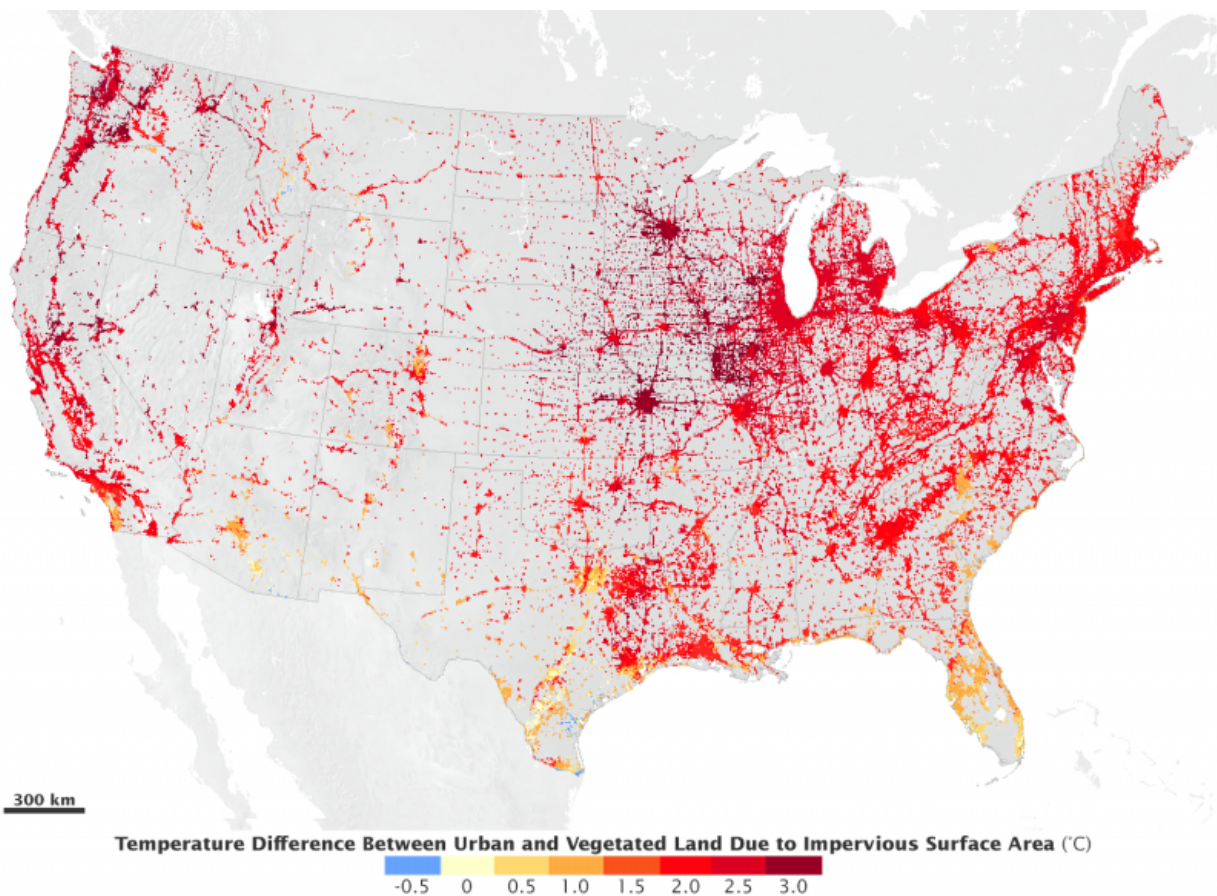 300 km
Temperature Difference Between Urban and Vegetated Land Due to Impervious Surface Area (°C)
-0.5 0 0.5 1.0 1.5 2.0 2.5 3.0